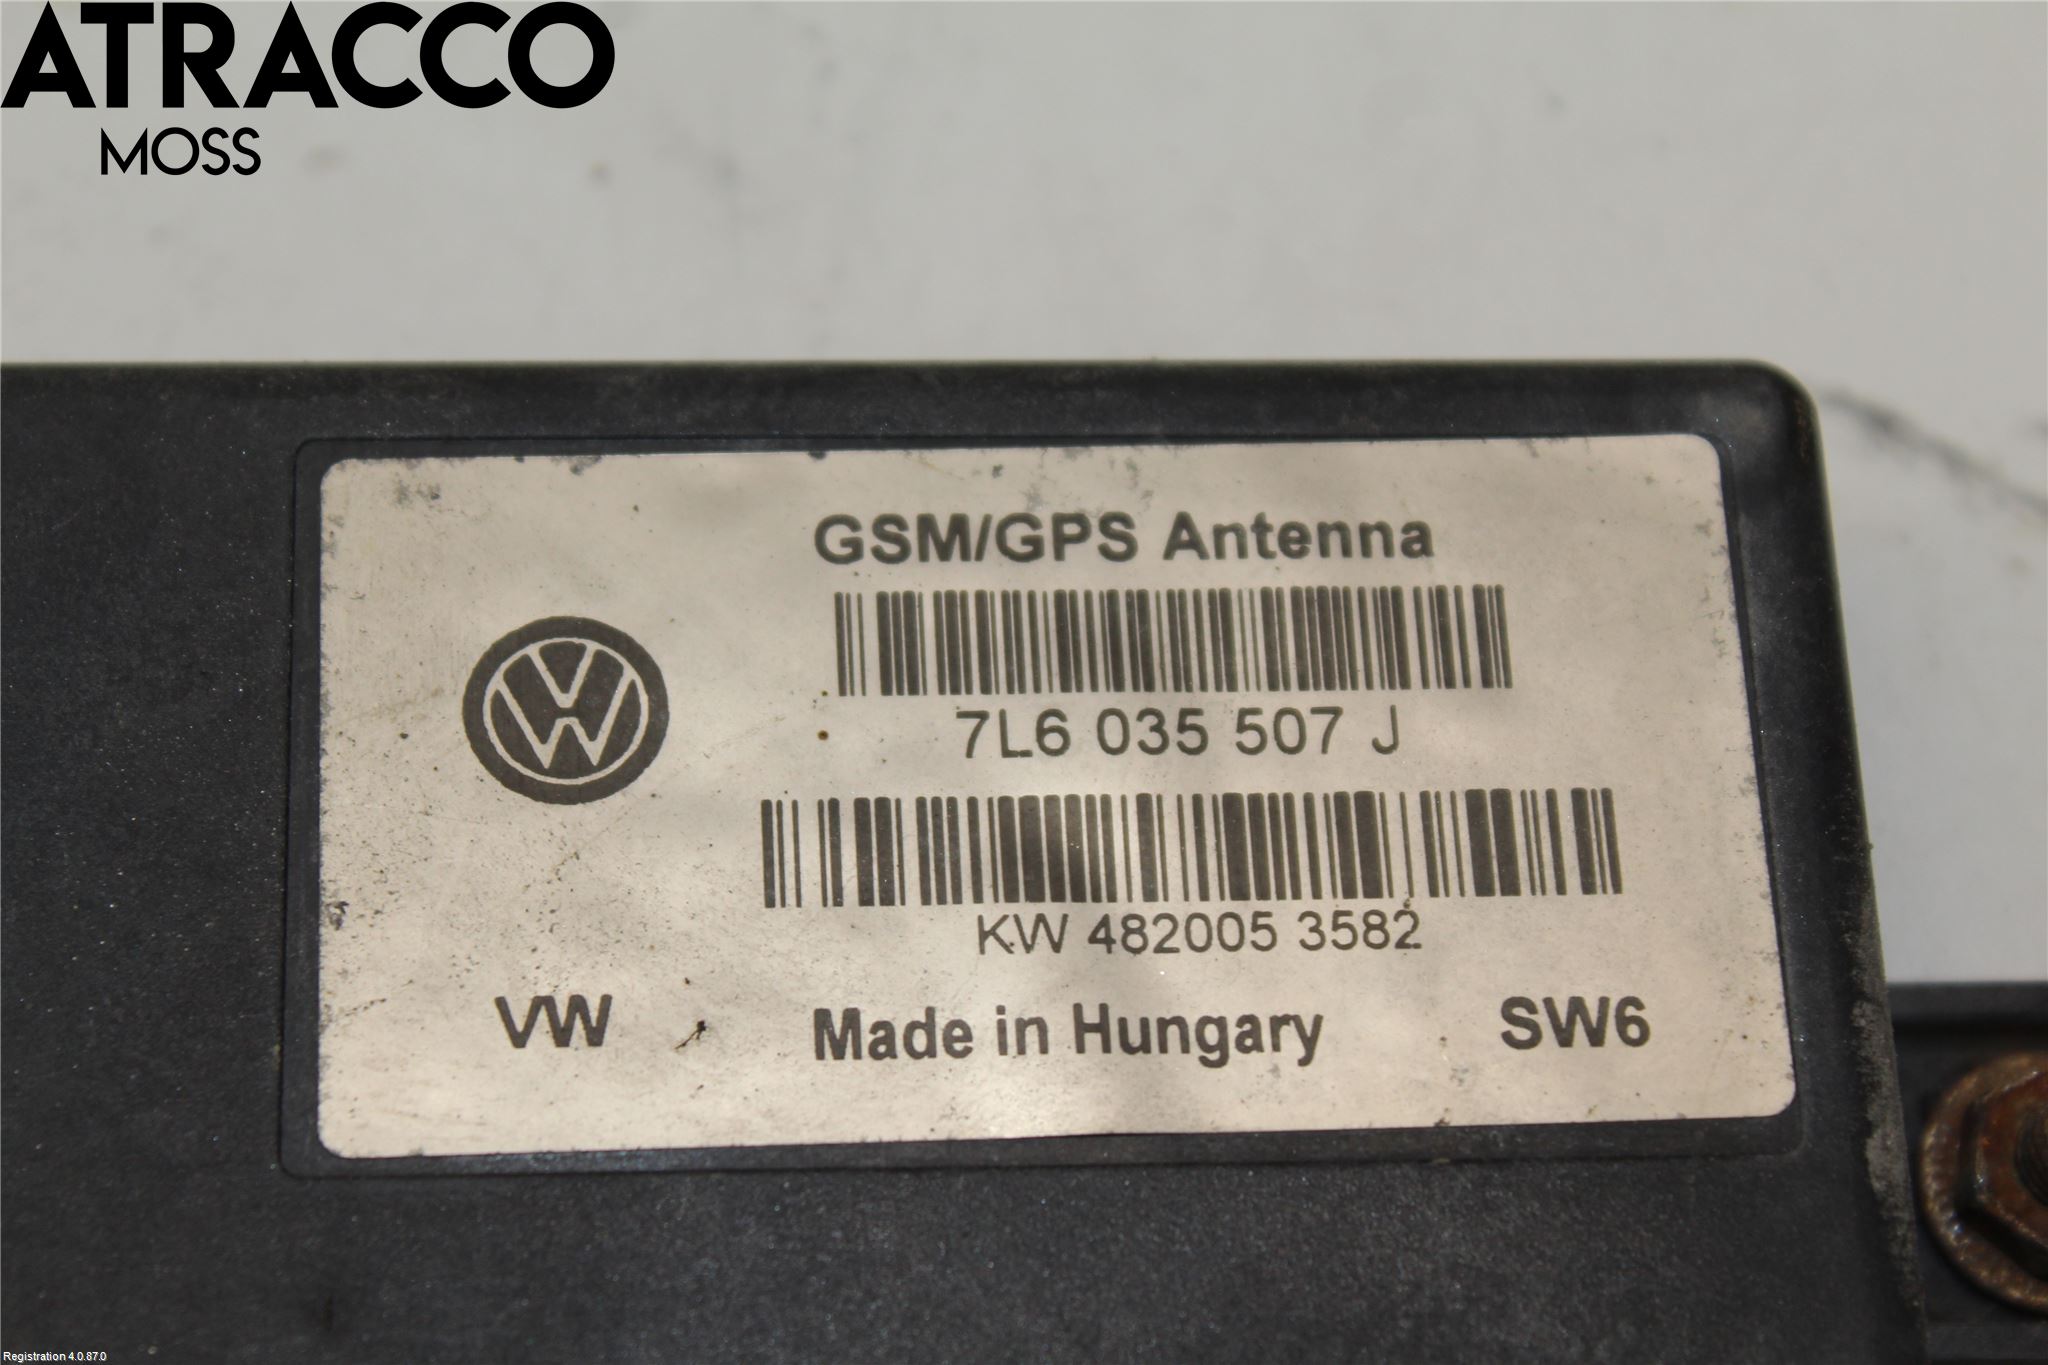 ATRACCO
MOSS
GSM/GPS Antenna
7L6 035 507 J
KW 482005 3582
VW Made in Hungary SW6
Registration 4.0.87.0